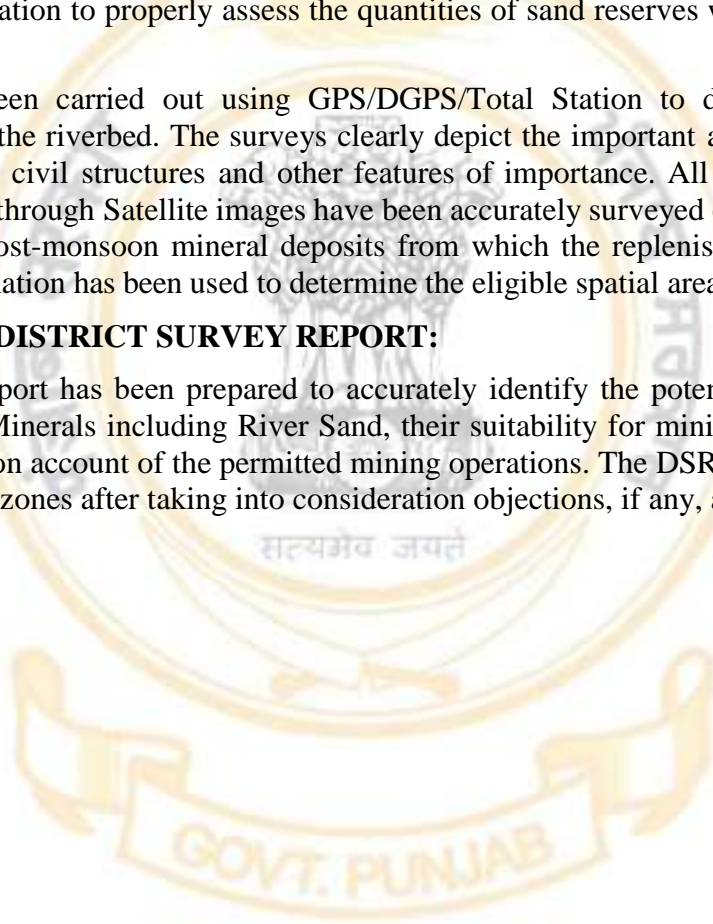 ation to properly assess the quantities of sand reserves
een carried out using GPS/DGPS/Total Station to d
the riverbed. The surveys clearly depict the important a
civil structures and other features of importance. All
through Satellite images have been accurately surveyed
ost-monsoon mineral deposits from which the replenis
ation has been used to determine the eligible spatial area
DISTRICT SURVEY REPORT:
port has been prepared to accurately identify the poten
Minerals including River Sand, their suitability for mini
on account of the permitted mining operations. The DSR
zones after taking into consideration objections, if any, a
सत्यमेव जयते
GOVT. PUNJAB